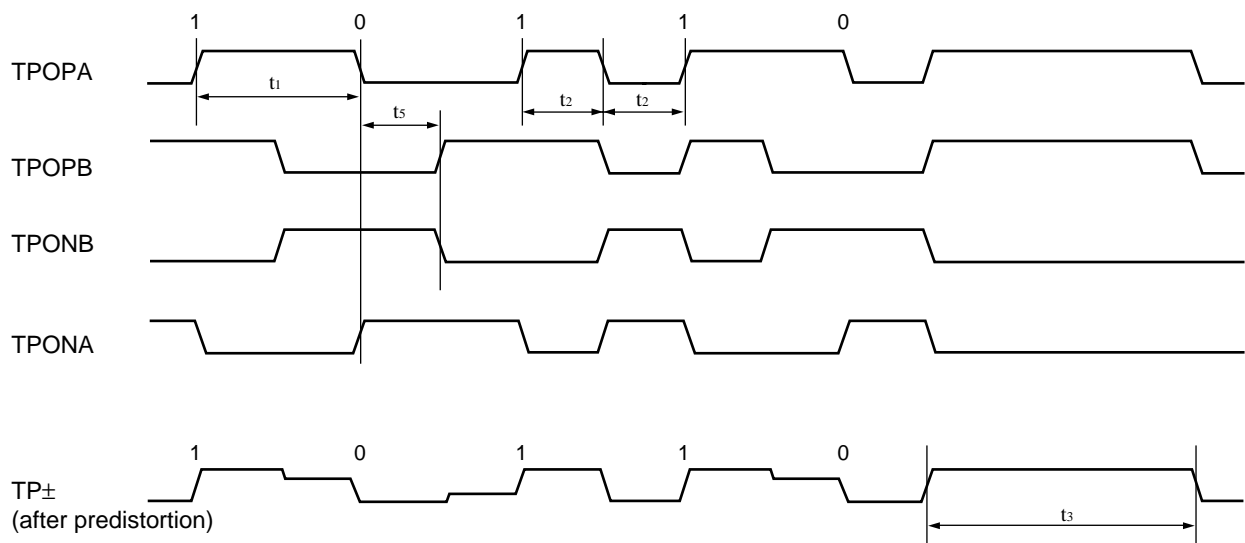 1 0 1 1 0
TPOPA
t1 t2 t2
t5
TPOPB
TPONB
TPONA
1 0 1 1 0
TP±
(after predistortion)
t3